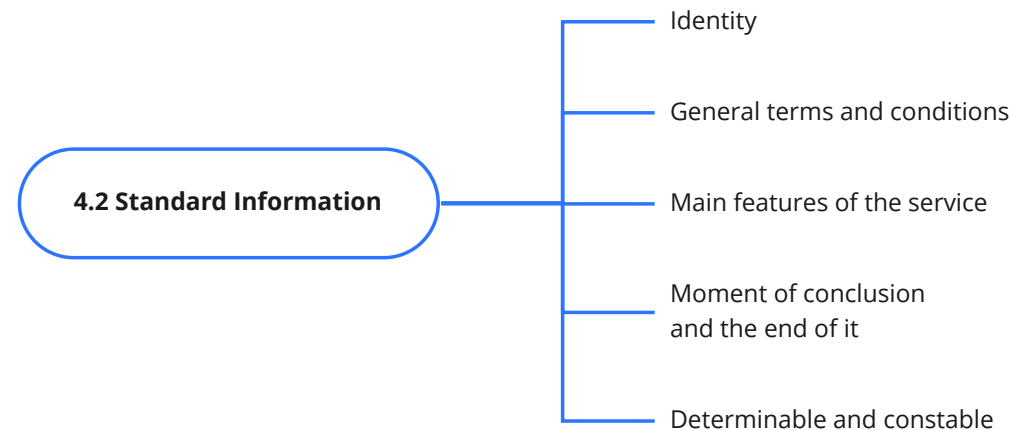 4.2 Standard Information
Identity
General terms and conditions
Main features of the service
Moment of conclusion
and the end of it
Determinable and constable